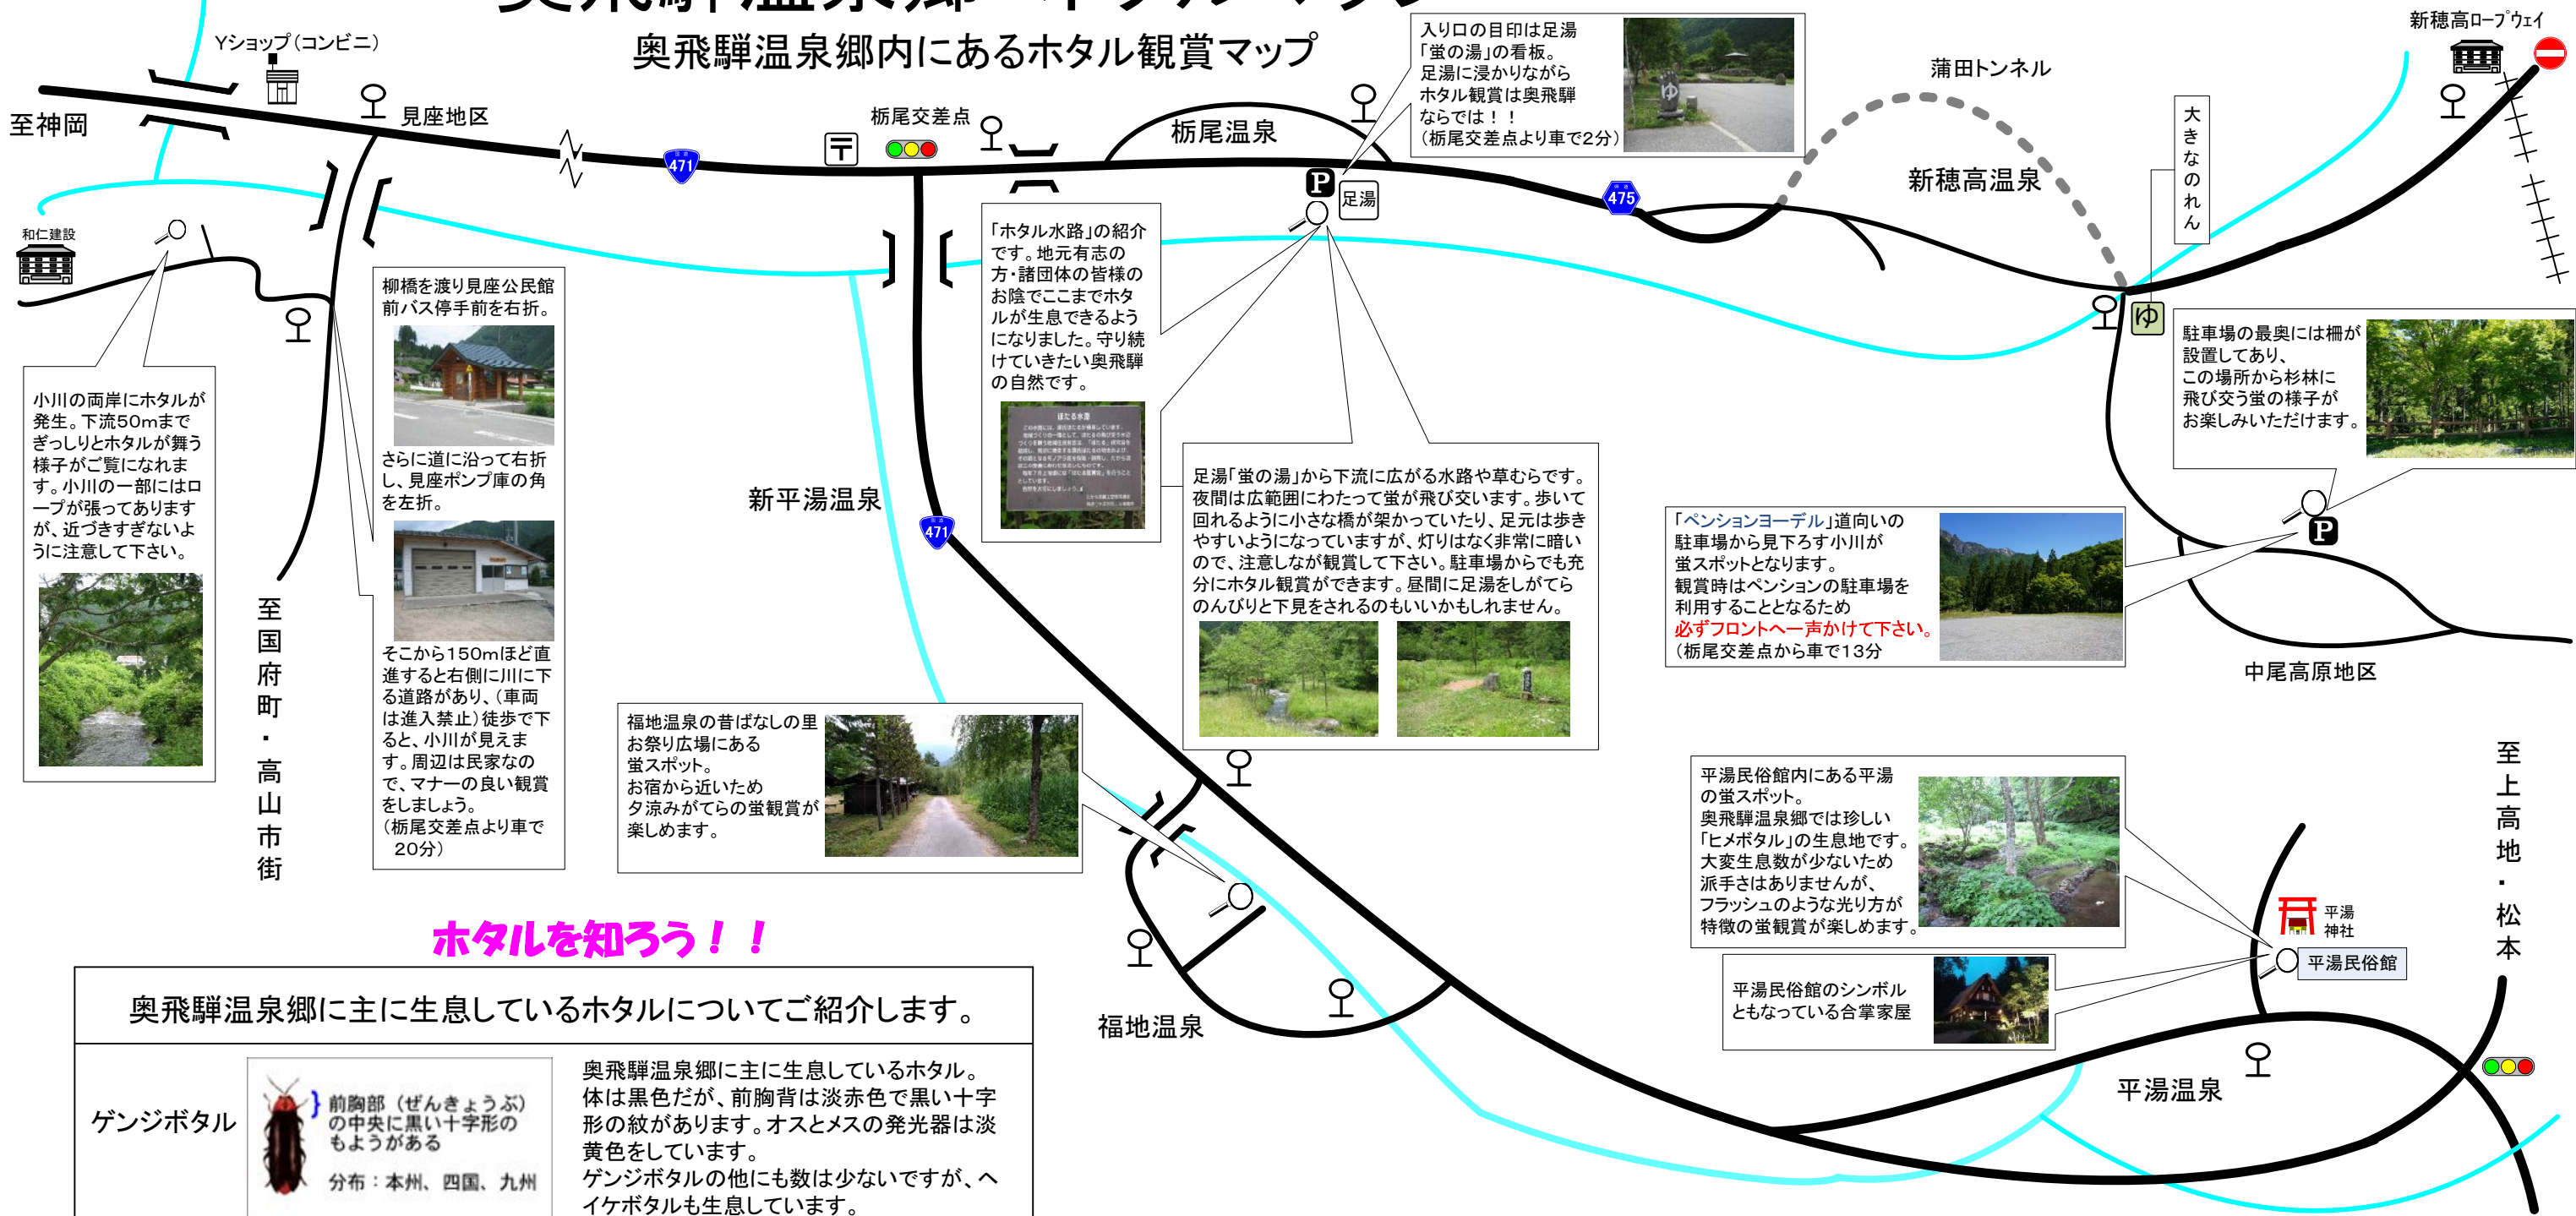 奥飛騨温泉郷 ホタルマップ
奥飛騨温泉郷内にあるホタル観賞マップ
Yショップ(コンビニ)
至神岡
見座地区
471
栃尾交差点
栃尾温泉
入り口の目印は足湯
「蛍の湯」の看板。
足湯に浸かりながら
ホタル観賞は奥飛騨
ならでは！！
(栃尾交差点より車で2分)
ゆ
P
足湯
475
蒲田トンネル
新穂高温泉
新穂高ロープウェイ
大きなのれん
ゆ
和仁建設
小川の両岸にホタルが
発生。下流50mまで
ぎっしりとホタルが舞う
様子がご覧になれま
す。小川の一部にはロ
ープが張ってあります
が、近づきすぎないよ
うに注意して下さい。
至国府町・高山市街
柳橋を渡り見座公民館
前バス停手前を右折。
さらに道に沿って右折
し、見座ポンプ庫の角
を左折。
そこから150mほど直
進すると右側に川に下
る道路があり、(車両
は進入禁止)徒歩で下
ると、小川が見えま
す。周辺は民家なの
で、マナーの良い観賞
をしましょう。
(栃尾交差点より車で
20分)
「ホタル水路」の紹介
です。地元有志の
方・諸団体の皆様の
お陰でここまでホタ
ルが生息できるよう
になりました。守り続
けていきたい奥飛騨
の自然です。
足湯「蛍の湯」から下流に広がる水路や草むらです。
夜間は広範囲にわたって蛍が飛び交います。歩いて
回れるように小さな橋が架かっていたり、足元は歩き
やすいようになっていますが、灯りはなく非常に暗い
ので、注意しなが観賞して下さい。駐車場からでも充
分にホタル観賞ができます。昼間に足湯をしがてら
のんびりと下見をされるのもいいかもしれません。
新平湯温泉
471
駐車場の最奥には柵が
設置してあり、
この場所から杉林に
飛び交う蛍の様子が
お楽しみいただけます。
P
「ペンションヨーデル」道向いの
駐車場から見下ろす小川が
蛍スポットとなります。
観賞時はペンションの駐車場を
利用することとなるため
必ずフロントへ一声かけて下さい。
(栃尾交差点から車で13分
中尾高原地区
福地温泉の昔ばなしの里
お祭り広場にある
蛍スポット。
お宿から近いため
夕涼みがてらの蛍観賞が
楽しめます。
福地温泉
平湯民俗館内にある平湯
の蛍スポット。
奥飛騨温泉郷では珍しい
「ヒメボタル」の生息地です。
大変生息数が少ないため
派手さはありませんが、
フラッシュのような光り方が
特徴の蛍観賞が楽しめます。
平湯民俗館のシンボル
ともなっている合掌家屋
平湯
神社
平湯民俗館
至上高地・松本
平湯温泉
ホタルを知ろう！！
奥飛騨温泉郷に主に生息しているホタルについてご紹介します。
ゲンジボタル
前胸部（ぜんきょうぶ）
の中央に黒い十字形の
もようがある
分布：本州、四国、九州
奥飛騨温泉郷に主に生息しているホタル。
体は黒色だが、前胸背は淡赤色で黒い十字
形の紋があります。オスとメスの発光器は淡
黄色をしています。
ゲンジボタルの他にも数は少ないですが、ヘ
イケボタルも生息しています。